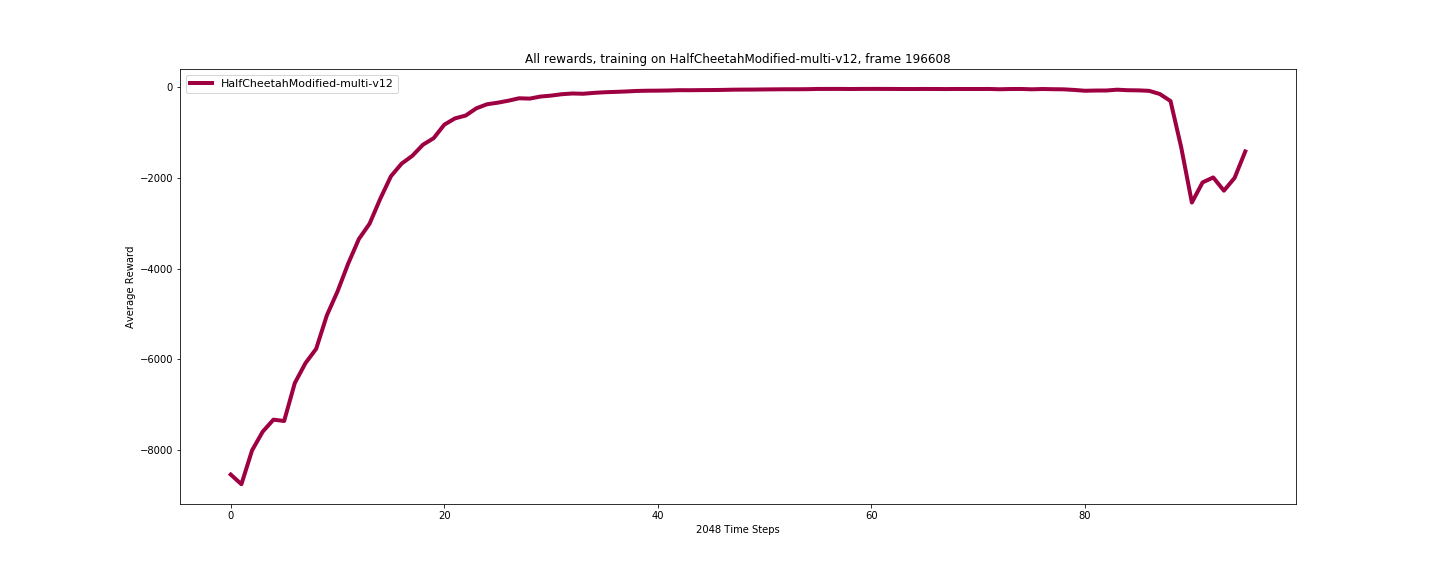 All rewards, training on HalfCheetahModified-multi-v12, frame 196608
HalfCheetahModified-multi-v12
Average Reward
0
−2000
−4000
−6000
−8000
0 20 40 60 80
2048 Time Steps